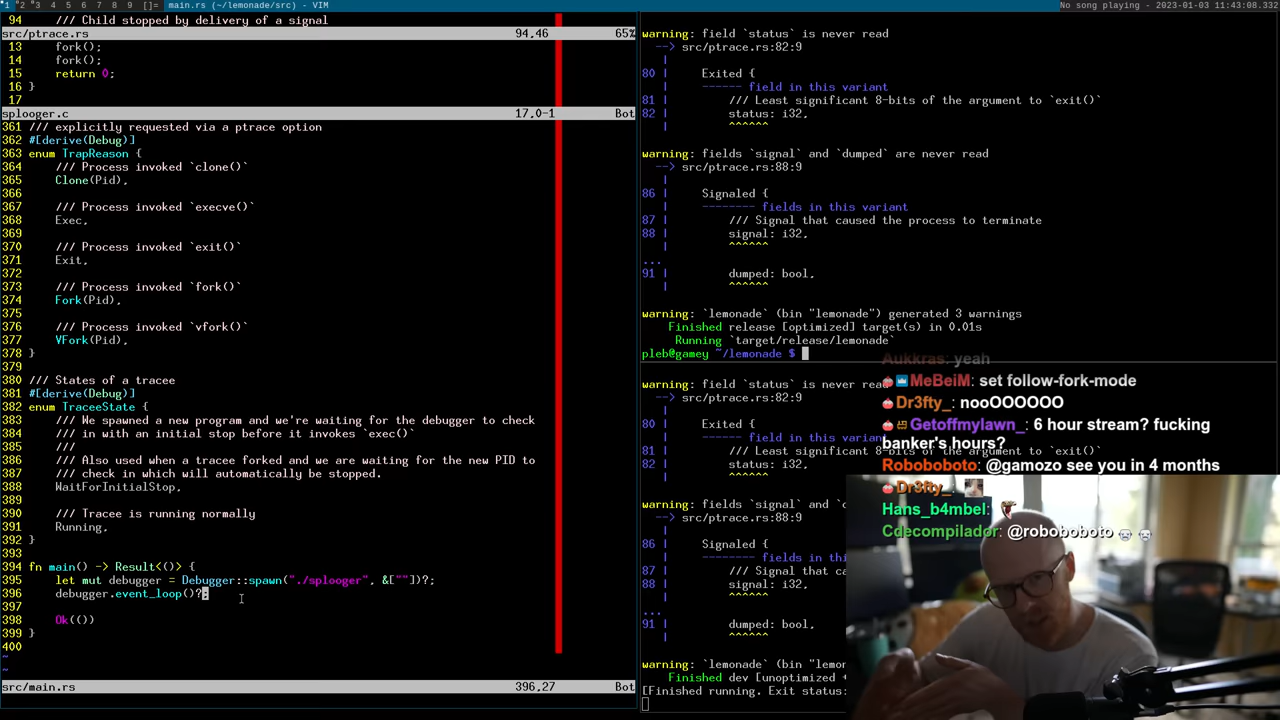 1 2 3 4 5 6 7 8 9 []= main.rs (~/lemonade/src) - VIM
No song playing - 2023-01-03 11:43:08.332
94 /// Child stopped by delivery of a signal
src/ptrace.rs 94,46 65%
13 fork();
14 fork();
15 return 0;
16 }
17
splooger.c 17,0-1 Bot
361 /// explicitly requested via a ptrace option
362 #[derive(Debug)]
363 enum TrapReason {
364 /// Process invoked `clone()`
365 Clone(Pid),
366
367 /// Process invoked `execve()`
368 Exec,
369
370 /// Process invoked `exit()`
371 Exit,
372
373 /// Process invoked `fork()`
374 Fork(Pid),
375
376 /// Process invoked `vfork()`
377 VFork(Pid),
378 }
379
380 /// States of a tracee
381 #[derive(Debug)]
382 enum TraceeState {
383 /// We spawned a new program and we're waiting for the debugger to check
384 /// in with an initial stop before it invokes `exec()`
385 ///
386 /// Also used when a tracee forked and we are waiting for the new PID to
387 /// check in which will automatically be stopped.
388 WaitForInitialStop,
389
390 /// Tracee is running normally
391 Running,
392 }
393
394 fn main() -> Result<()> {
395 let mut debugger = Debugger::spawn("./splooger", &[""])?;
396 debugger.event_loop()?;
397
398 Ok(())
399 }
400
~
~
src/main.rs 396,27 Bot
warning: field `status` is never read
--> src/ptrace.rs:82:9
|
80 | Exited {
| ------ field in this variant
81 | /// Least significant 8-bits of the argument to `exit()`
82 | status: i32,
| ^^^^^^
warning: fields `signal` and `dumped` are never read
--> src/ptrace.rs:88:9
|
86 | Signaled {
| -------- fields in this variant
87 | /// Signal that caused the process to terminate
88 | signal: i32,
| ^^^^^^
...
91 | dumped: bool,
| ^^^^^^
warning: `lemonade` (bin "lemonade") generated 3 warnings
Finished release [optimized] target(s) in 0.01s
Running `target/release/lemonade`
pleb@gamey ~/lemonade $
warning: field `status` is never read
--> src/ptrace.rs:82:9
|
80 | Exited {
| ------ field in this variant
81 | /// Least significant 8-bits of the argument to `exit()`
82 | status: i32,
| ^^^^^^
warning: fields `signal` and `d
--> src/ptrace.rs:88:9
|
86 | Signaled {
| -------- fields in thi
87 | /// Signal that ca
88 | signal: i32,
| ^^^^^^
...
91 | dumped: bool,
| ^^^^^^
warning: `lemonade` (bin "lemon
Finished dev [unoptimized +
[Finished running. Exit status:
Aukkras: yeah
MeBeiM: set follow-fork-mode
Dr3fty_: nooOOOOOO
Getoffmylawn_: 6 hour stream? fucking
banker's hours?
Roboboboto: @gamozo see you in 4 months
Dr3fty_:
Hans_b4mbel:
Cdecompilador: @roboboboto